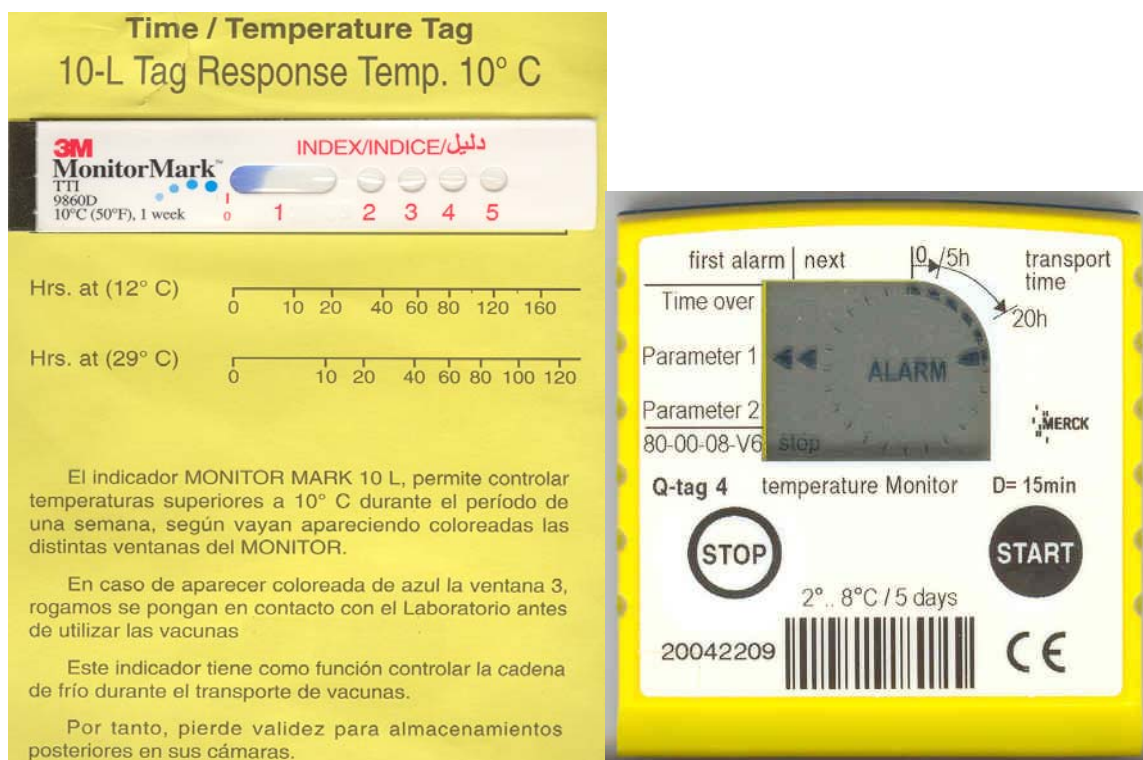 Time / Temperature Tag
10-L Tag Response Temp. 10° C
3M
MonitorMark™
TTI
9860D
10°C (50°F), 1 week
INDEX/INDICE/دليل
0 1 2 3 4 5
Hrs. at (12° C)
0 10 20 40 60 80 120 160
Hrs. at (29° C)
0 10 20 40 60 80 100 120
El indicador MONITOR MARK 10 L, permite controlar
temperaturas superiores a 10° C durante el período de
una semana, según vayan apareciendo coloreadas las
distintas ventanas del MONITOR.
En caso de aparecer coloreada de azul la ventana 3,
rogamos se pongan en contacto con el Laboratorio antes
de utilizar las vacunas
Este indicador tiene como función controlar la cadena
de frío durante el transporte de vacunas.
Por tanto, pierde validez para almacenamientos
posteriores en sus cámaras.
first alarm | next
0 /5h
transport
time
20h
Time over
Parameter 1
ALARM
Parameter 2
MERCK
80-00-08-V6 stop
Q-tag 4 temperature Monitor D= 15min
STOP
START
2°.. 8°C / 5 days
20042209
CE